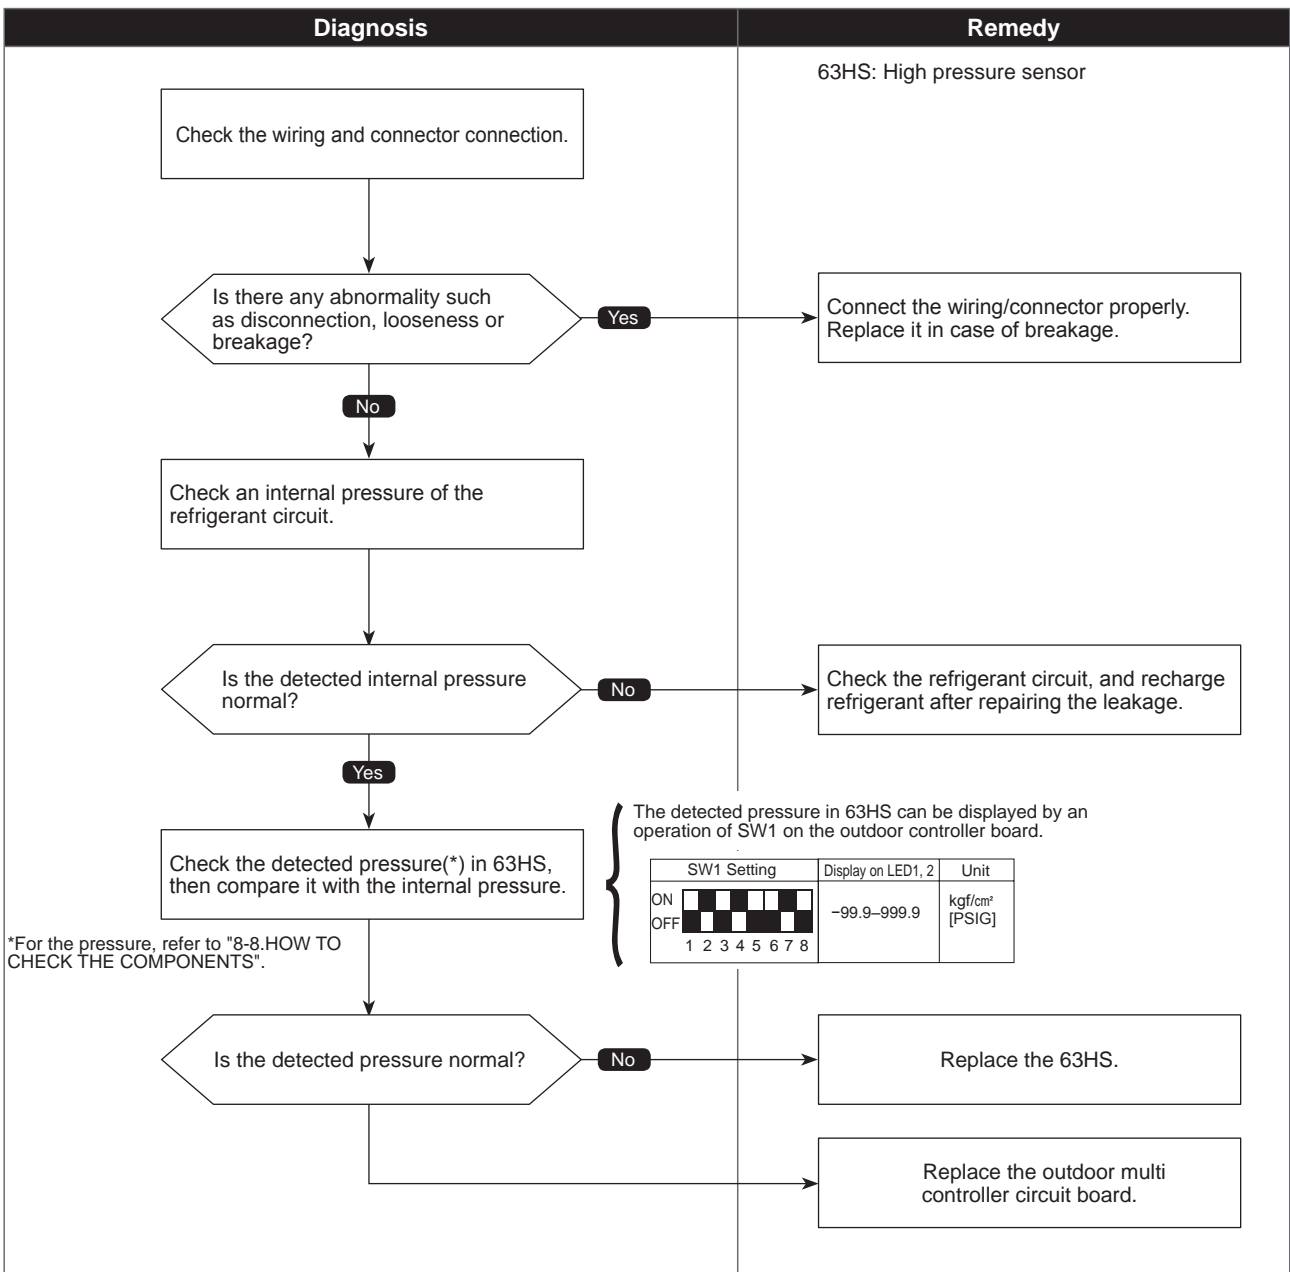 Diagnosis
Remedy
63HS: High pressure sensor
Check the wiring and connector connection.
Is there any abnormality such
as disconnection, looseness or
breakage?
Yes
Connect the wiring/connector properly.
Replace it in case of breakage.
No
Check an internal pressure of the
refrigerant circuit.
Is the detected internal pressure
normal?
No
Check the refrigerant circuit, and recharge
refrigerant after repairing the leakage.
Yes
The detected pressure in 63HS can be displayed by an
operation of SW1 on the outdoor controller board.
Check the detected pressure(*) in 63HS,
then compare it with the internal pressure.
SW1 Setting
Display on LED1, 2
Unit
ON
OFF
1 2 3 4 5 6 7 8
−99.9–999.9
kgf/㎝²
[PSIG]
*For the pressure, refer to "8-8.HOW TO
CHECK THE COMPONENTS".
Is the detected pressure normal?
No
Replace the 63HS.
Replace the outdoor multi
controller circuit board.